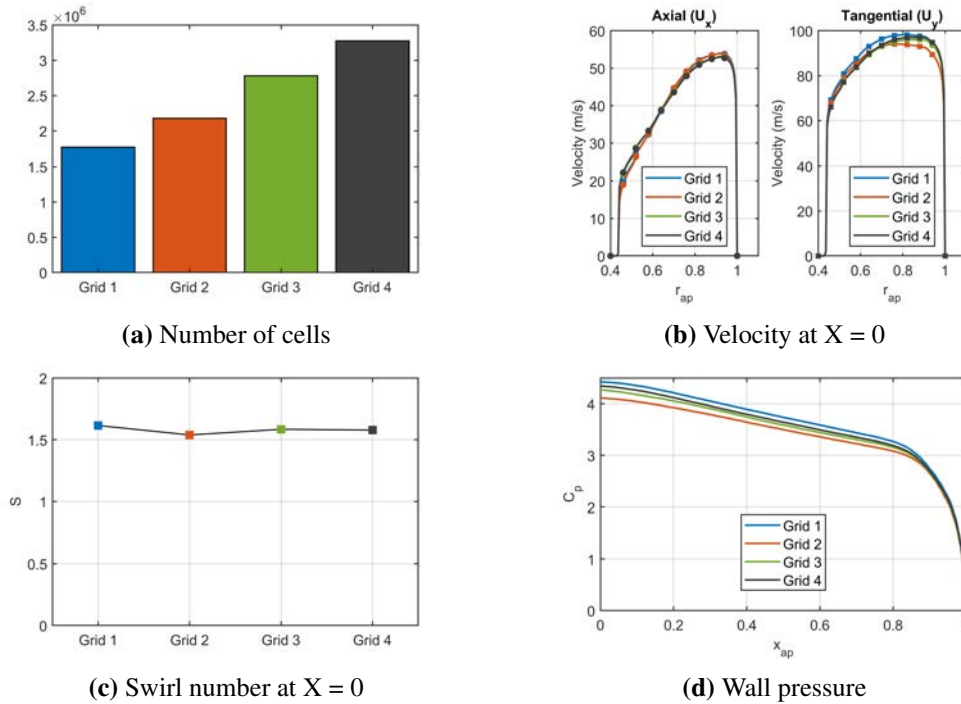 ×10^6
3.5
3
2.5
2
1.5
1
0.5
0
Grid 1 Grid 2 Grid 3 Grid 4
(a) Number of cells
Axial (U_x)
60
50
40
30
20
10
0
Velocity (m/s)
Grid 1
Grid 2
Grid 3
Grid 4
0.4 0.6 0.8 1
r_ap
Tangential (U_y)
100
80
60
40
20
0
Velocity (m/s)
Grid 1
Grid 2
Grid 3
Grid 4
0.4 0.6 0.8 1
r_ap
(b) Velocity at X = 0
2
1.5
1
0.5
0
S
Grid 1 Grid 2 Grid 3 Grid 4
(c) Swirl number at X = 0
4
3
2
1
0
C_p
Grid 1
Grid 2
Grid 3
Grid 4
0 0.2 0.4 0.6 0.8
x_ap
(d) Wall pressure